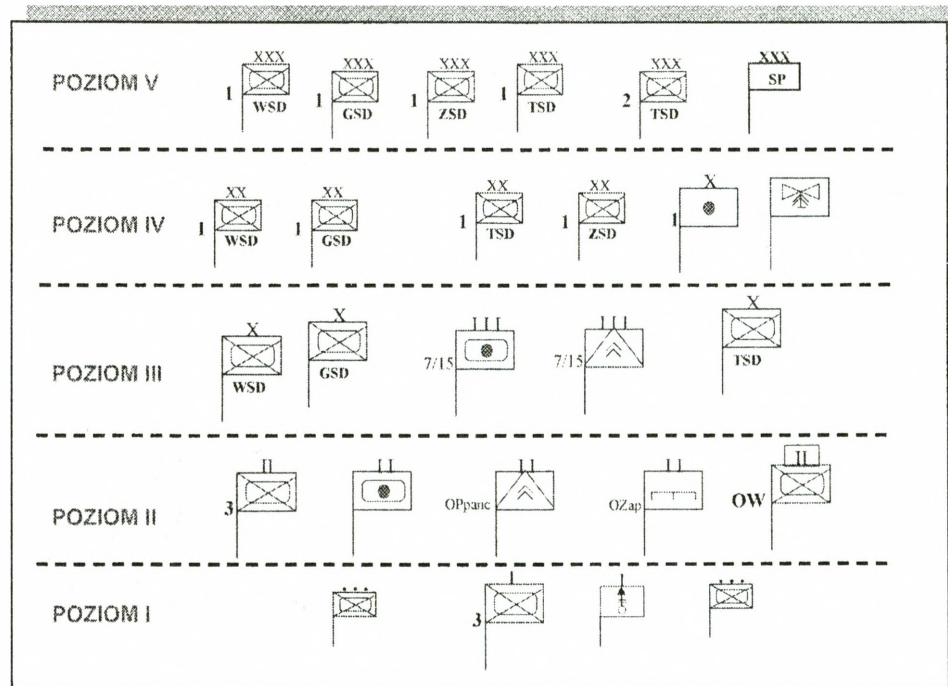 XXX XXX XXX XXX XXX XXX
POZIOM V 1 WSD 1 GSD 1 ZSD 1 TSD 2 TSD SP
XX XX XX XX X
POZIOM IV 1 WSD 1 GSD 1 TSD 1 ZSD 1
X X III III X
POZIOM III WSD GSD 7/15 7/15 TSD
II II II II II
POZIOM II 3 OPpanc OZap OW
I I
POZIOM I 3